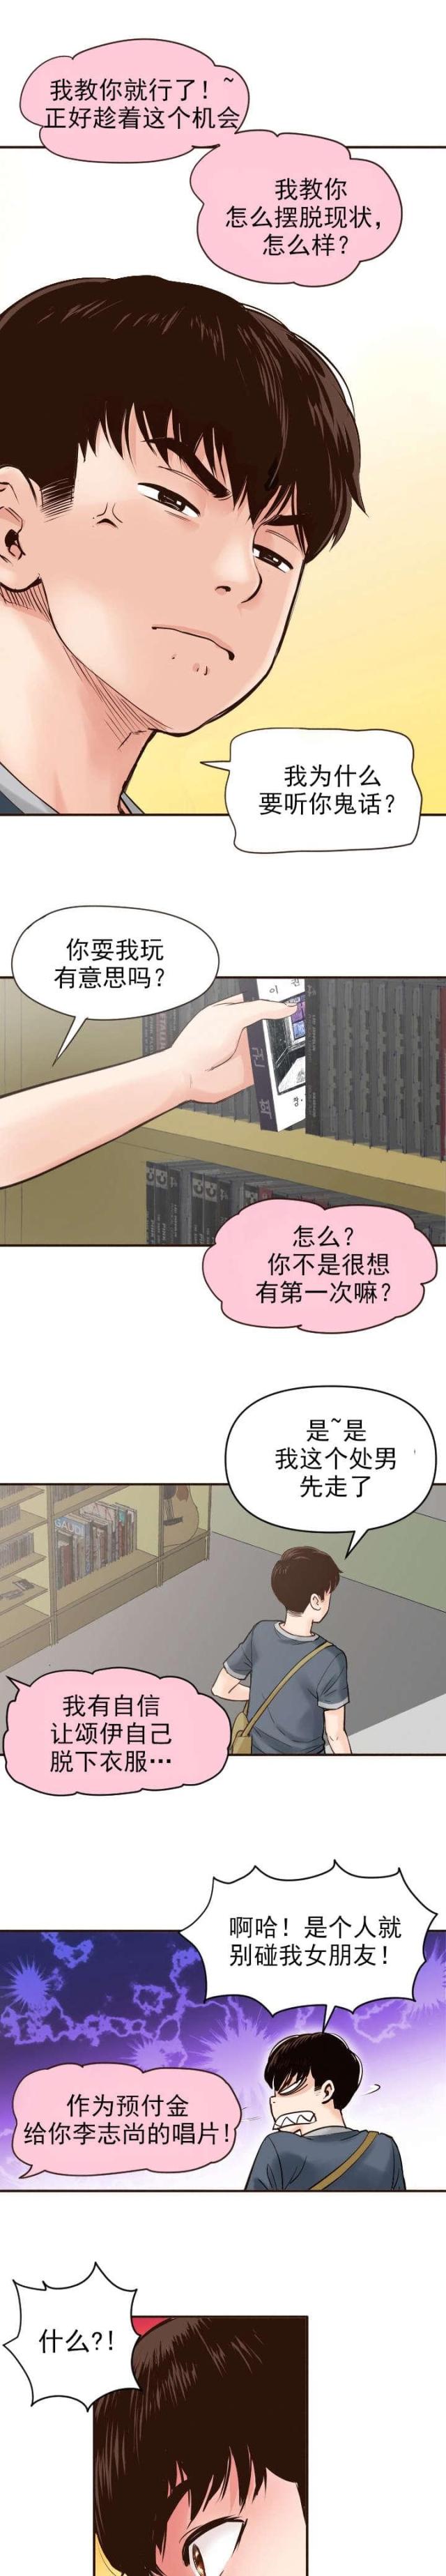 我教你就行了！~
正好趁着这个机会
我教你
怎么摆脱现状，
怎么样？
我为什么
要听你鬼话？
你耍我玩
有意思吗？
이 권
怎么？
你不是很想
有第一次嘛？
是~是
我这个处男
先走了
GAUDI
我有自信
让颂伊自己
脱下衣服…
啊哈！是个人就
别碰我女朋友！
作为预付金
给你李志尚的唱片！
什么？！